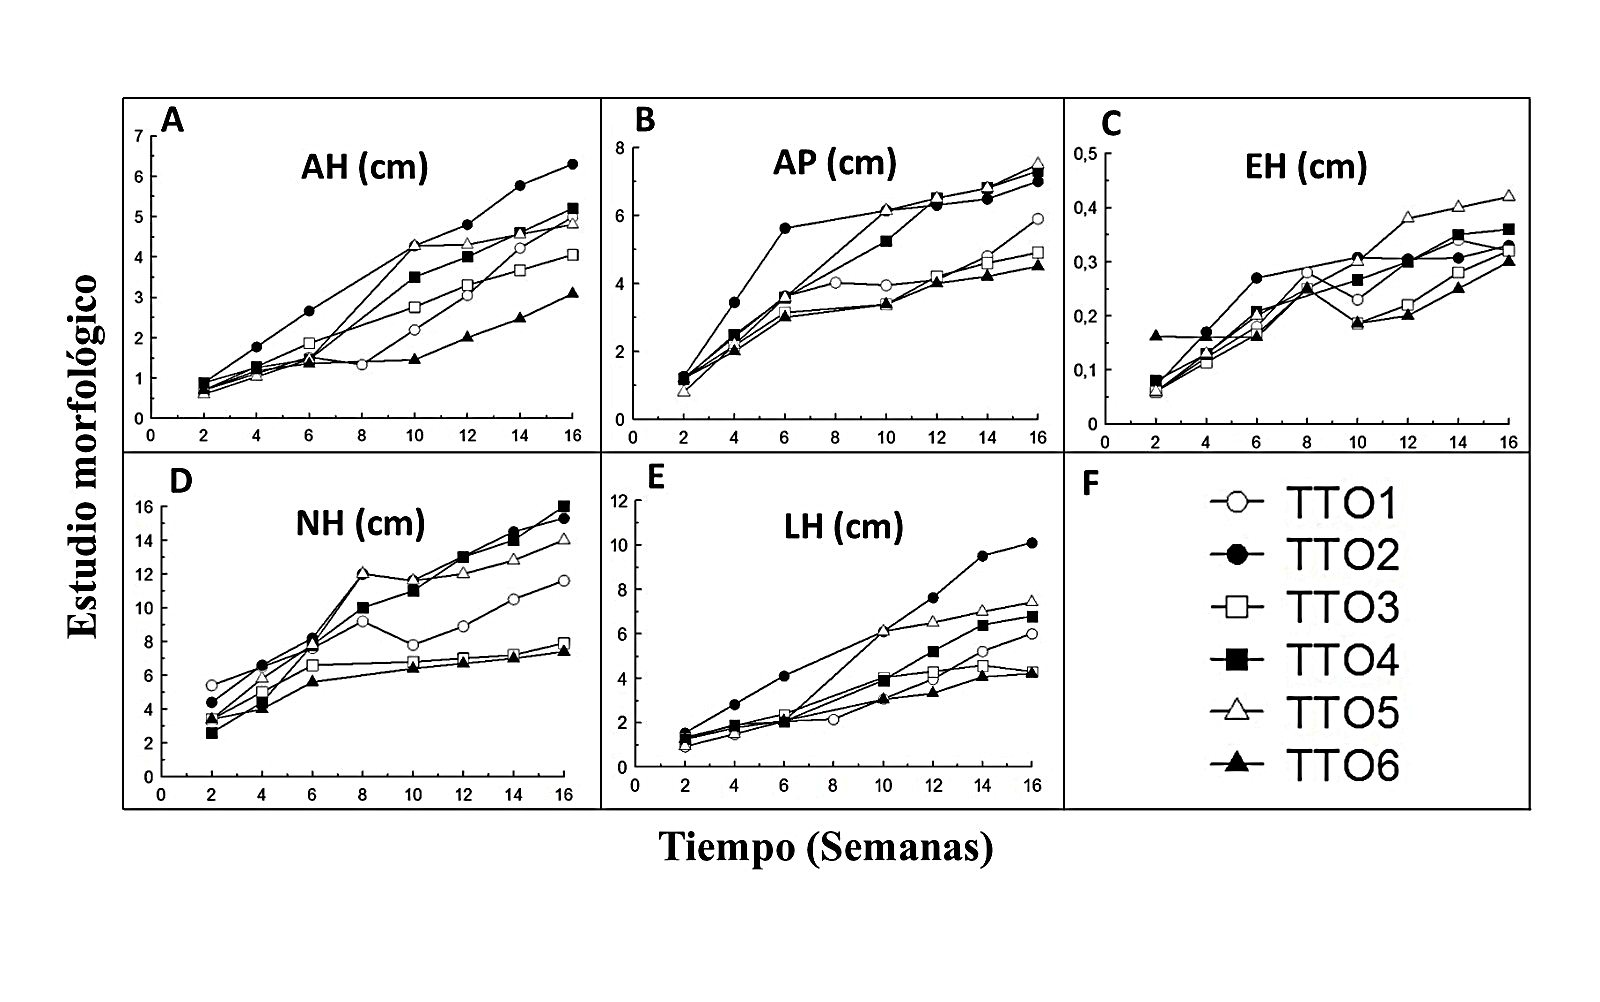 Estudio morfológico
A
AH (cm)
7
6
5
4
3
2
1
0
0 2 4 6 8 10 12 14 16
B
AP (cm)
8
6
4
2
0
0 2 4 6 8 10 12 14 16
C
EH (cm)
0,5
0,4
0,3
0,2
0,1
0
0 2 4 6 8 10 12 14 16
D
NH (cm)
16
14
12
10
8
6
4
2
0
0 2 4 6 8 10 12 14 16
E
LH (cm)
12
10
8
6
4
2
0
0 2 4 6 8 10 12 14 16
F
TTO1
TTO2
TTO3
TTO4
TTO5
TTO6
Tiempo (Semanas)